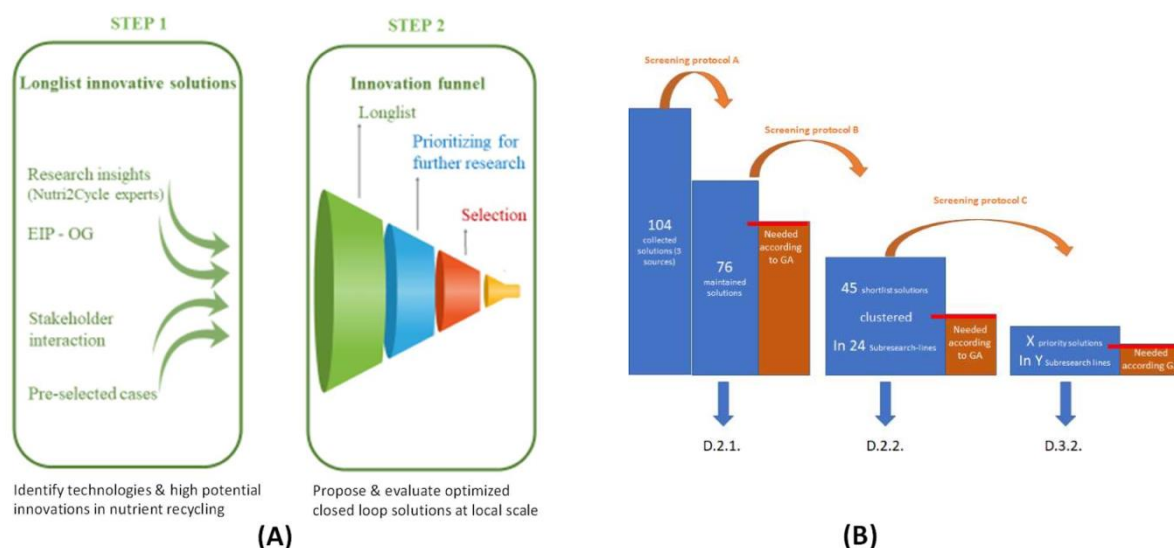 STEP 1
Longlist innovative solutions
Research insights
(Nutri2Cycle experts)
EIP - OG
Stakeholder
interaction
Pre-selected cases
Identify technologies & high potential
innovations in nutrient recycling
STEP 2
Innovation funnel
Longlist
Prioritizing for
further research
Selection
Propose & evaluate optimized
closed loop solutions at local scale
(A)
Screening protocol A
Screening protocol B
Screening protocol C
104
collected
solutions (3
sources)
76
maintained
solutions
Needed
according
to GA
45 shortlist solutions
clustered
In 24 Subresearch-lines
Needed
according
to GA
X priority solutions
In Y Subresearch lines
Needed
according G
D.2.1.
D.2.2.
D.3.2.
(B)